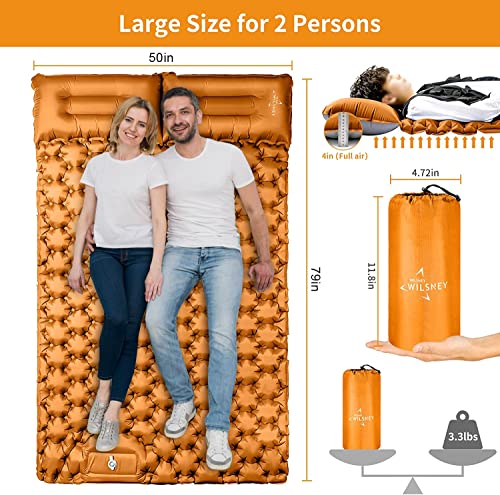 Large Size for 2 Persons
50in
79in
4in (Full air)
4.72in
11.8in
WILSNEY
3.3lbs